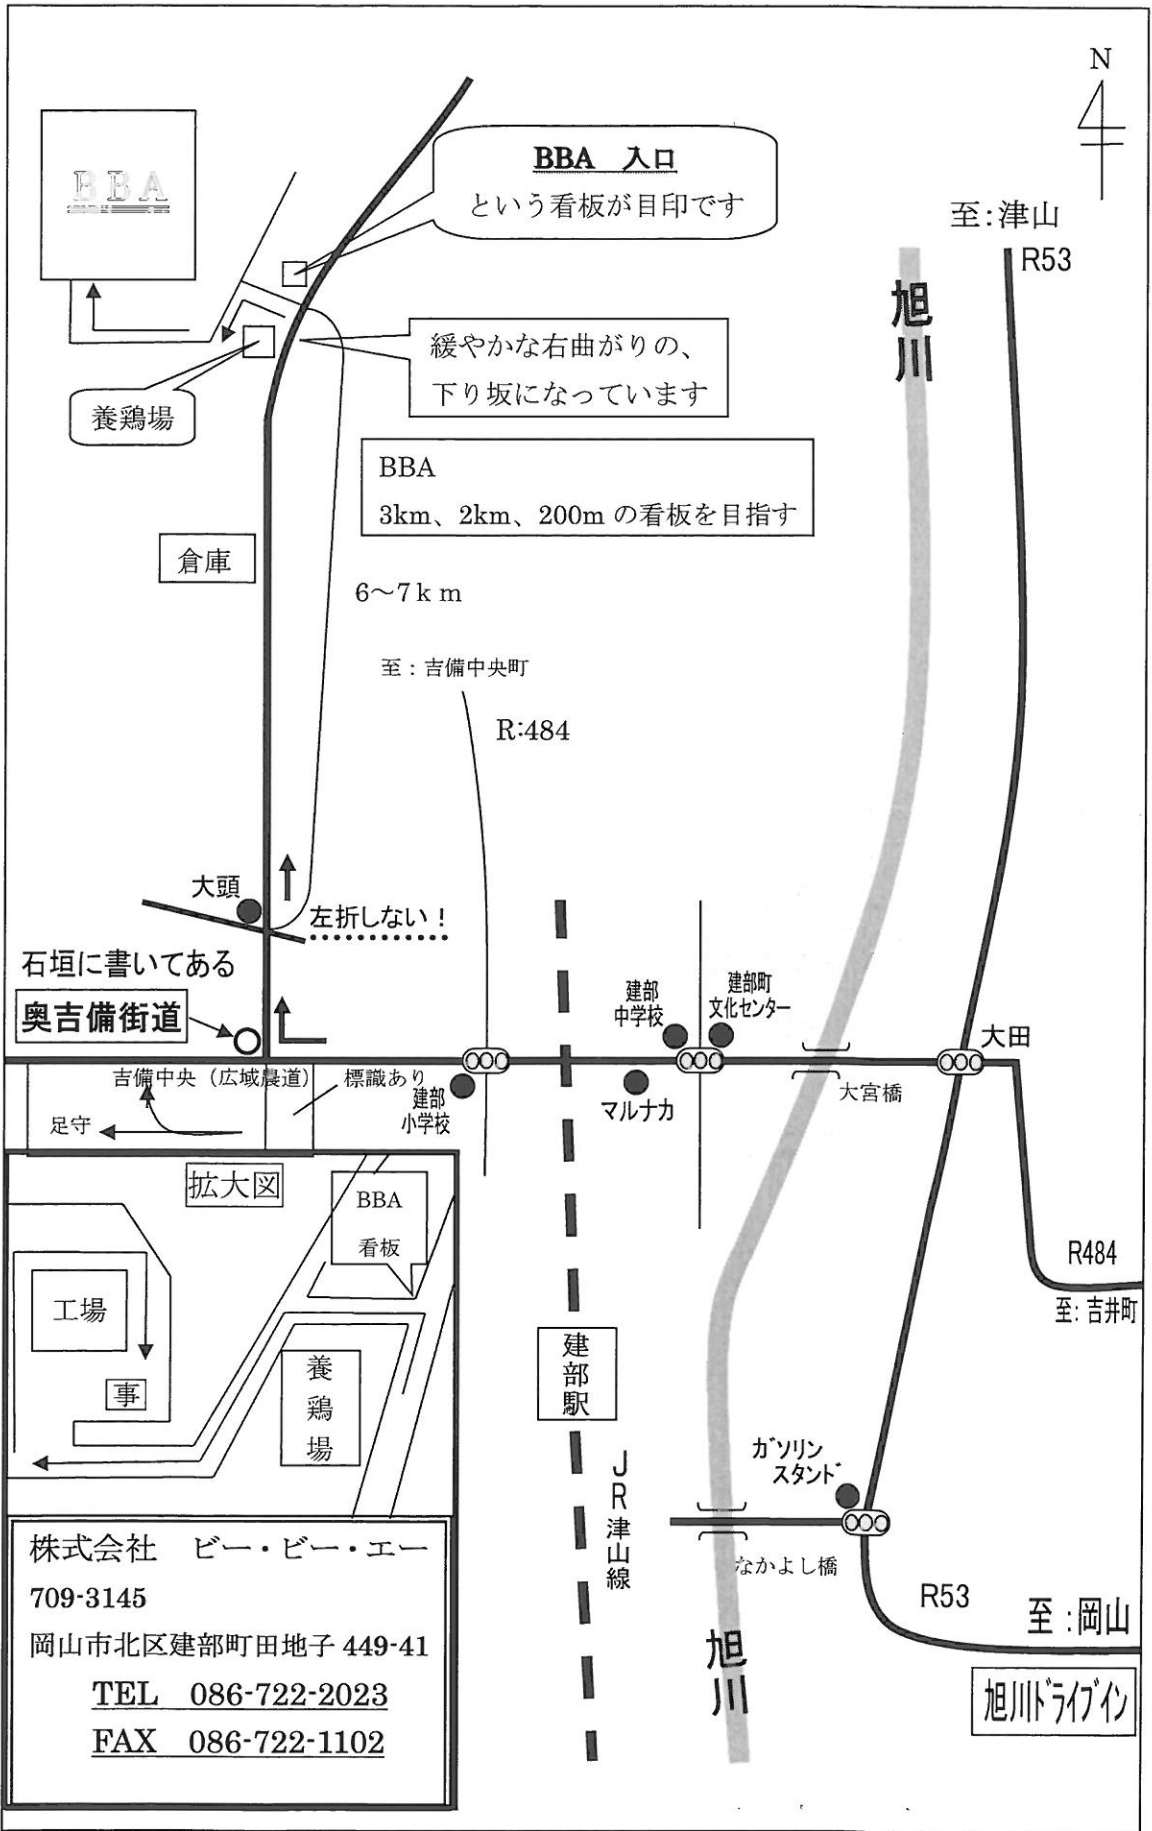 N
BBA
BBA 入口
という看板が目印です
至:津山
R53
旭川
緩やかな右曲がりの、
下り坂になっています
養鶏場
BBA
3km、2km、200m の看板を目指す
倉庫
6～7ｋｍ
至：吉備中央町
R:484
大頭
左折しない！
石垣に書いてある
奥吉備街道
建部
中学校
建部町
文化センター
大田
吉備中央（広域農道）
標識あり
足守
建部
小学校
マルナカ
大宮橋
拡大図
BBA
看板
工場
事
養鶏場
R484
至: 吉井町
建部駅
ＪＲ津山線
ガソリン
スタンド
なかよし橋
R53
至:岡山
旭川
旭川ドライブイン
株式会社　ビー・ビー・エー
709-3145
岡山市北区建部町田地子 449-41
TEL　086-722-2023
FAX　086-722-1102